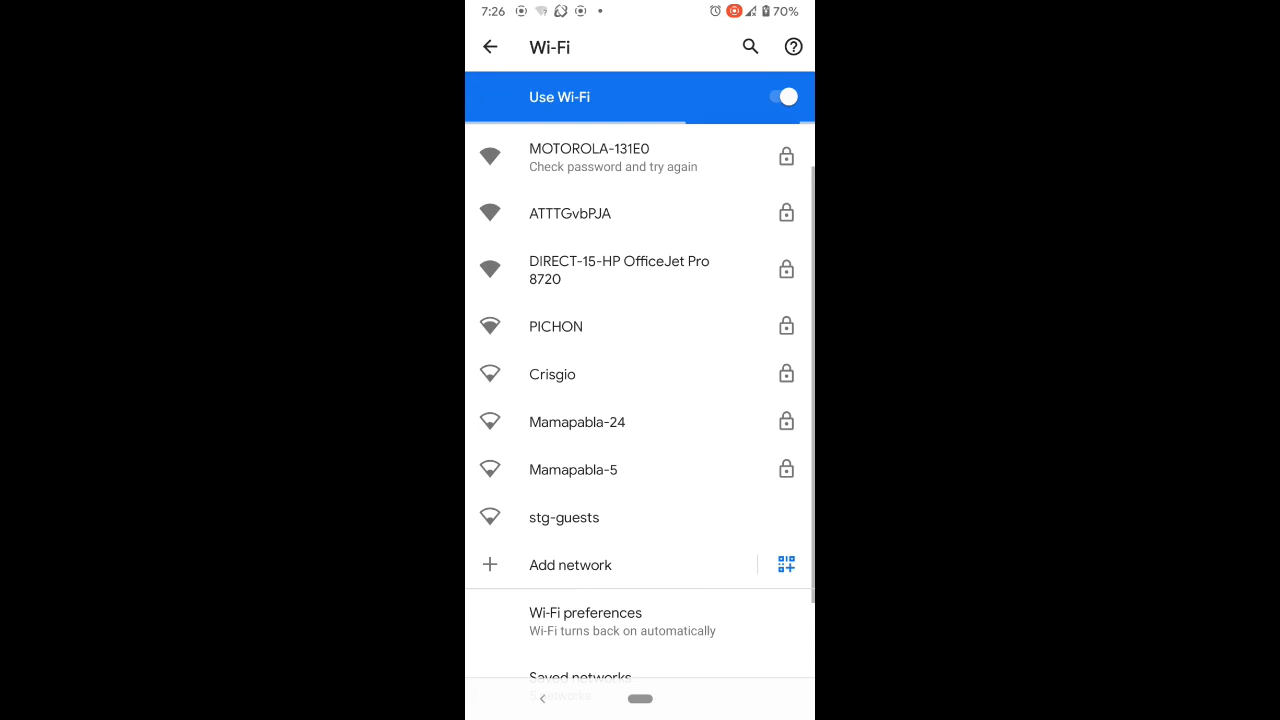 7:26
70%
Wi-Fi
Use Wi-Fi
MOTOROLA-131E0
Check password and try again
ATTTGvbPJA
DIRECT-15-HP OfficeJet Pro
8720
PICHON
Crisgio
Mamapabla-24
Mamapabla-5
stg-guests
Add network
Wi-Fi preferences
Wi-Fi turns back on automatically
Saved networks
5 networks